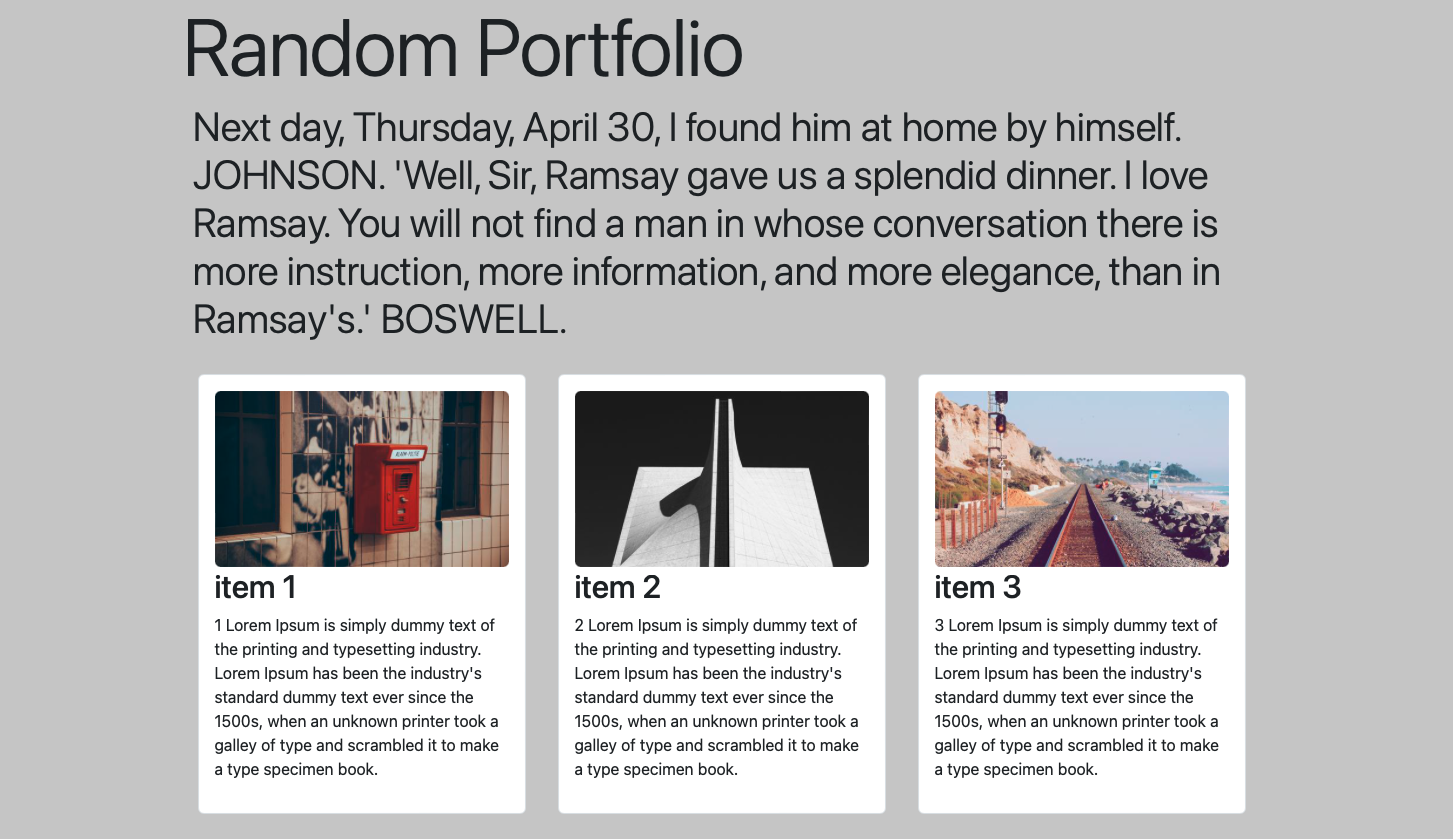 Random Portfolio
Next day, Thursday, April 30, I found him at home by himself.
JOHNSON. 'Well, Sir, Ramsay gave us a splendid dinner. I love
Ramsay. You will not find a man in whose conversation there is
more instruction, more information, and more elegance, than in
Ramsay's.' BOSWELL.
item 1
1 Lorem Ipsum is simply dummy text of
the printing and typesetting industry.
Lorem Ipsum has been the industry's
standard dummy text ever since the
1500s, when an unknown printer took a
galley of type and scrambled it to make
a type specimen book.
item 2
2 Lorem Ipsum is simply dummy text of
the printing and typesetting industry.
Lorem Ipsum has been the industry's
standard dummy text ever since the
1500s, when an unknown printer took a
galley of type and scrambled it to make
a type specimen book.
item 3
3 Lorem Ipsum is simply dummy text of
the printing and typesetting industry.
Lorem Ipsum has been the industry's
standard dummy text ever since the
1500s, when an unknown printer took a
galley of type and scrambled it to make
a type specimen book.